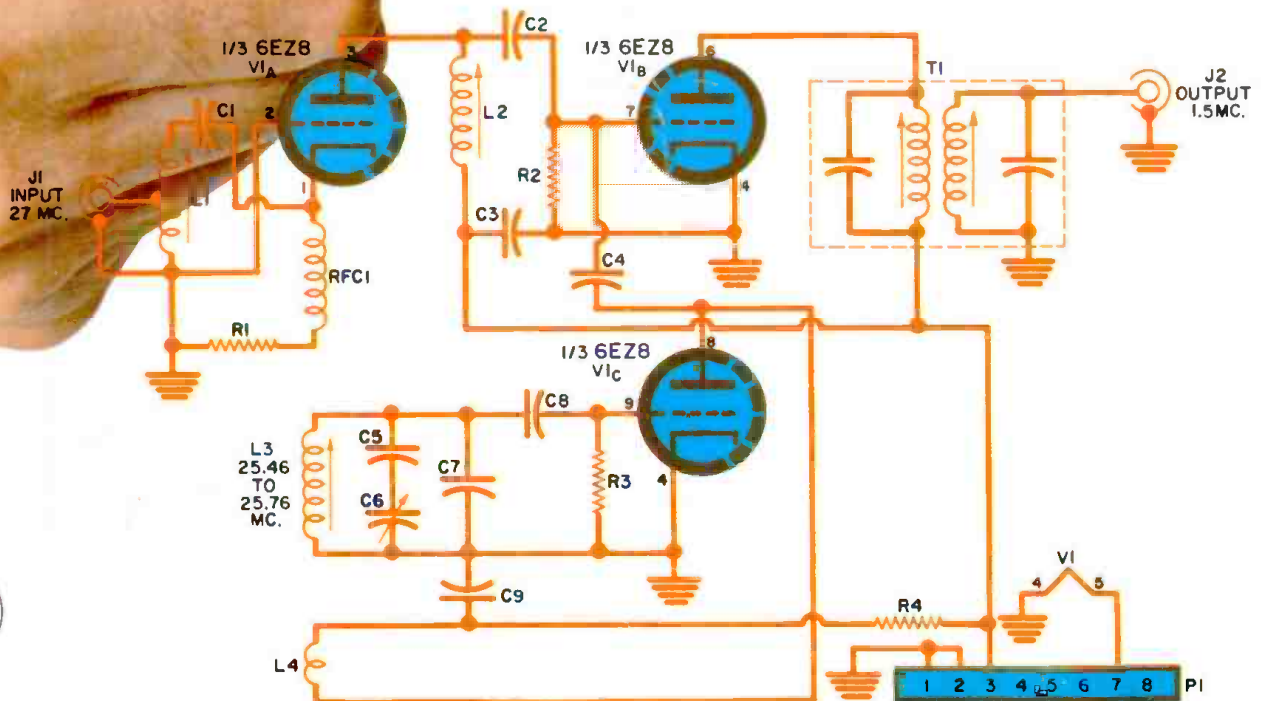 1/3 6EZ8
V1A
C1
2
3
1
J1
INPUT
27 MC.
L1
RFC1
R1
L2
C2
C3
R2
C4
1/3 6EZ8
V1B
6
7
4
T1
J2
OUTPUT
1.5MC.
1/3 6EZ8
V1C
8
9
4
L3
25.46
TO
25.76
MC.
C5
C6
C7
C8
R3
C9
L4
R4
V1
4
5
1 2 3 4 5 6 7 8
P1